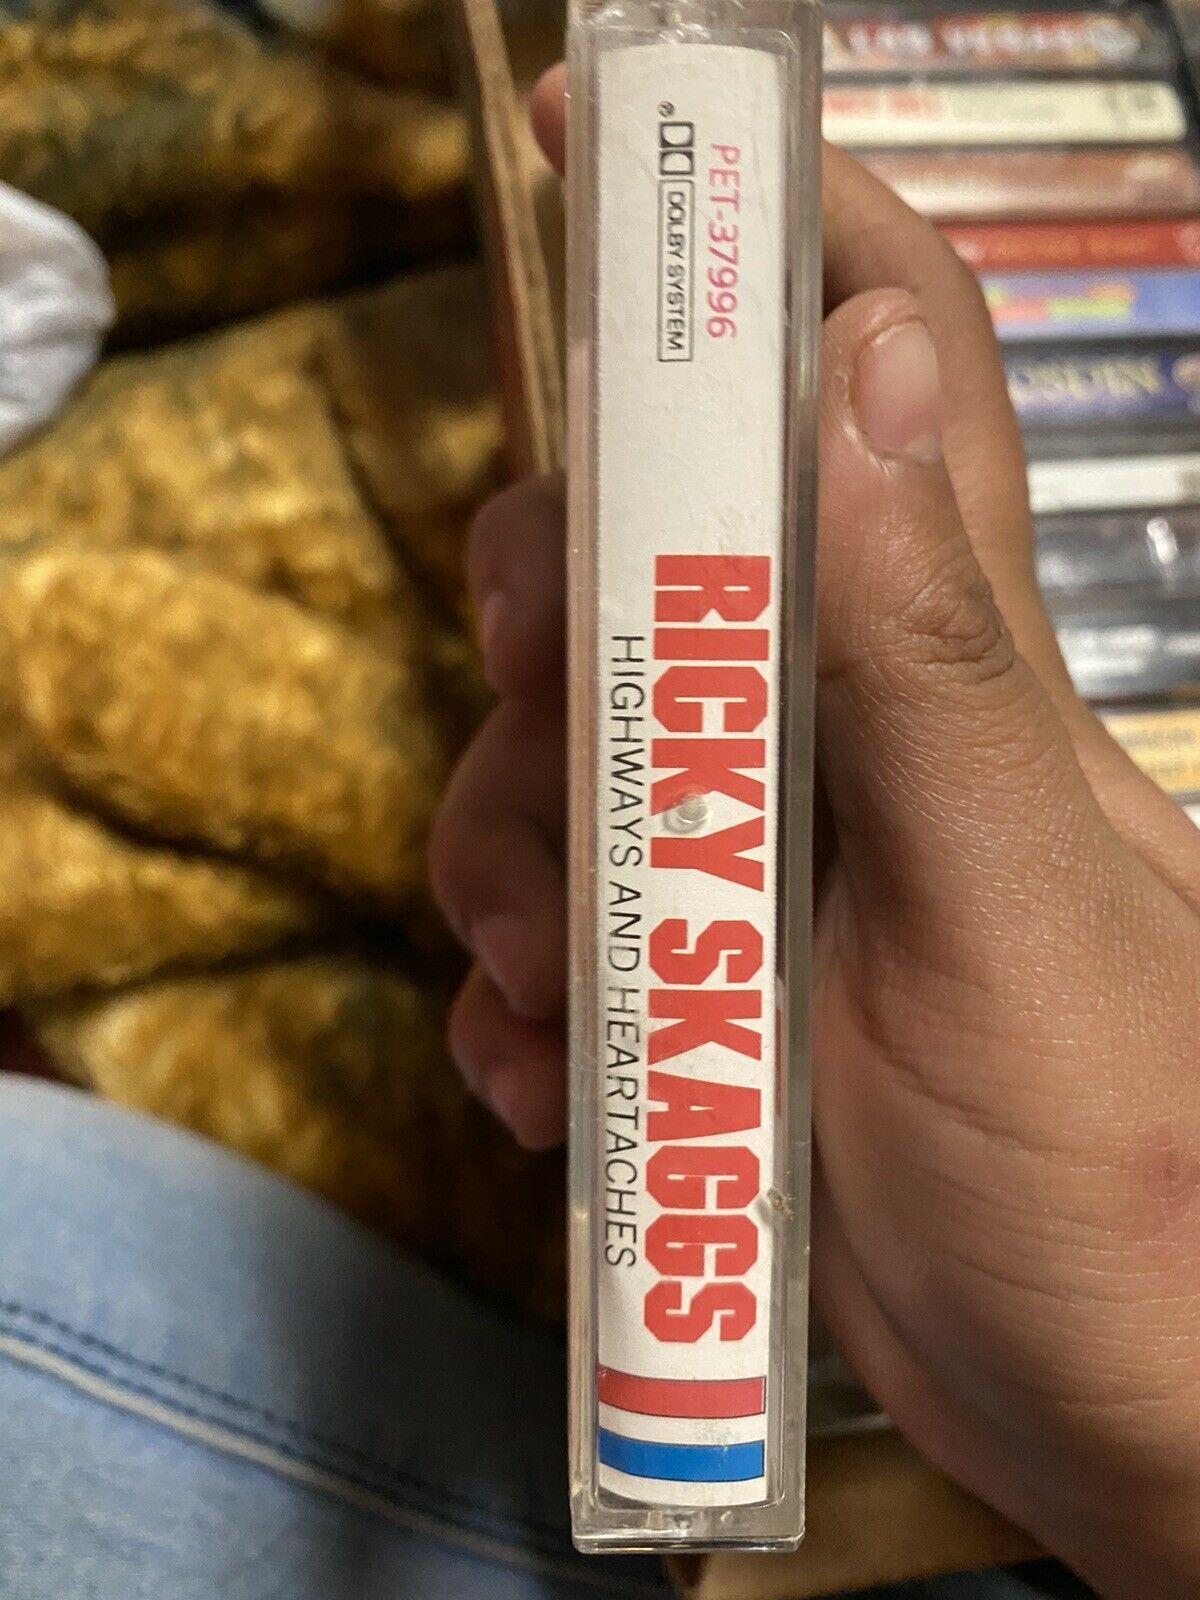 PET-37996
DOLBY SYSTEM
®
RICKY SKAGGS
HIGHWAYS AND HEARTACHES